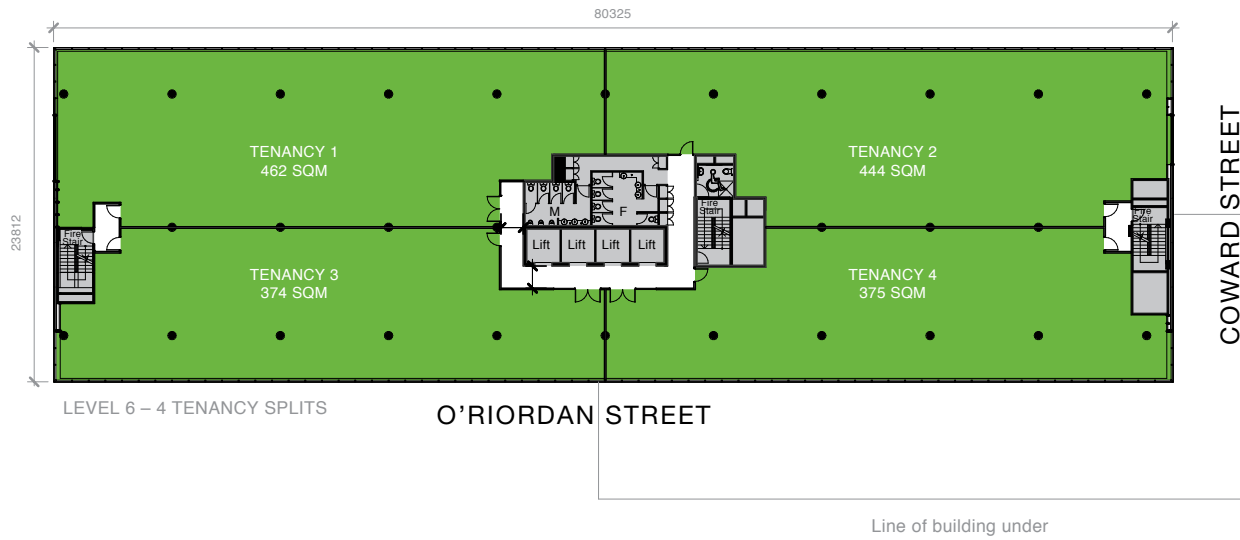 80325
23812
TENANCY 1
462 SQM
TENANCY 2
444 SQM
COWARD STREET
M
F
Fire
Stair
Fire
Stair
Fire
Stair
Lift
Lift
Lift
Lift
TENANCY 3
374 SQM
TENANCY 4
375 SQM
LEVEL 6 – 4 TENANCY SPLITS
O'RIORDAN STREET
Line of building under